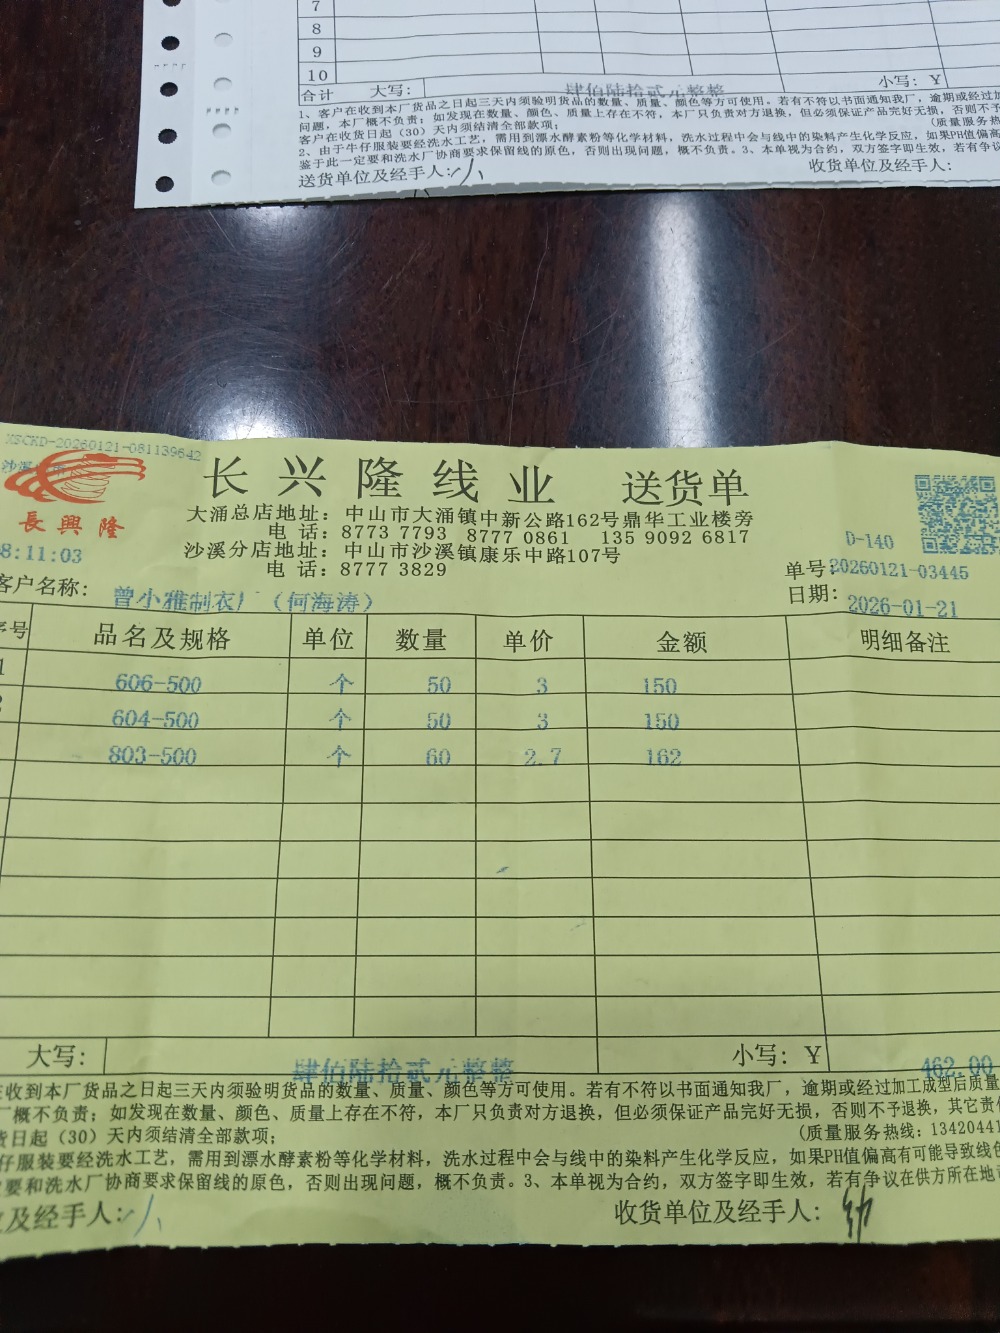 7
8
9
10
合计 大写: 肆佰陆拾贰元整整 小写: Y
1、客户在收到本厂货品之日起三天内须验明货品的数量、质量、颜色等方可使用。若有不符以书面通知我厂,逾期或经过加
问题,本厂概不负责;如发现在数量、颜色、质量上存在不符,本厂只负责对方退换,但必须保证产品完好无损,否则不予
客户在收货日起(30)天内须结清全部款项; (质量服务热
2、由于牛仔服装要经洗水工艺,需用到漂水酵素粉等化学材料,洗水过程中会与线中的染料产生化学反应,如果PH值偏高
鉴于此一定要和洗水厂协商要求保留线的原色,否则出现问题,概不负责。3、本单视为合约,双方签字即生效,若有争议
送货单位及经手人: 收货单位及经手人:
XSCKD-20260121-081139642
長興隆
长兴隆线业 送货单
大涌总店地址:中山市大涌镇中新公路162号鼎华工业楼旁
电 话:8773 7793 8777 0861 135 9092 6817
沙溪分店地址:中山市沙溪镇康乐中路107号
电 话:8777 3829
D-140
8:11:03
单号:20260121-03445
客户名称: 曾小雅制衣厂(何海涛)
日期: 2026-01-21
序号 品名及规格 单位 数量 单价 金额 明细备注
1 606-500 个 50 3 150
2 604-500 个 50 3 150
803-500 个 60 2.7 162
大写: 肆佰陆拾贰元整整 小写: Y 462.00
在收到本厂货品之日起三天内须验明货品的数量、质量、颜色等方可使用。若有不符以书面通知我厂,逾期或经过加工成型后质量
厂概不负责;如发现在数量、颜色、质量上存在不符,本厂只负责对方退换,但必须保证产品完好无损,否则不予退换,其它责任
货日起(30)天内须结清全部款项; (质量服务热线:13420441
仔服装要经洗水工艺,需用到漂水酵素粉等化学材料,洗水过程中会与线中的染料产生化学反应,如果PH值偏高有可能导致线色
定要和洗水厂协商要求保留线的原色,否则出现问题,概不负责。3、本单视为合约,双方签字即生效,若有争议在供方所在地
位及经手人: 收货单位及经手人: